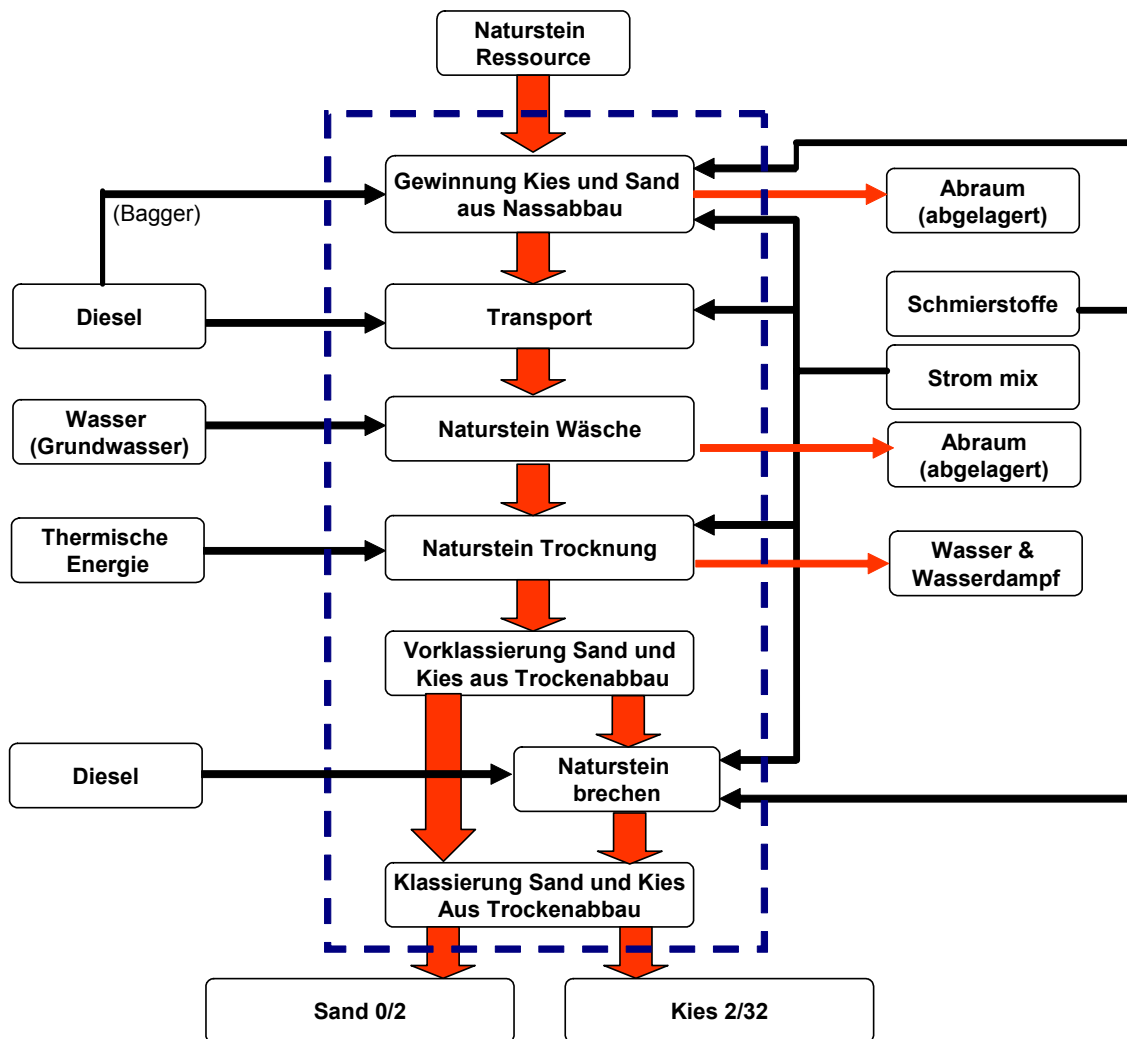 Naturstein
Ressource
Gewinnung Kies und Sand
aus Nassabbau
Abraum
(abgelagert)
(Bagger)
Diesel
Transport
Schmierstoffe
Strom mix
Wasser
(Grundwasser)
Naturstein Wäsche
Abraum
(abgelagert)
Thermische
Energie
Naturstein Trocknung
Wasser &
Wasserdampf
Vorklassierung Sand und
Kies aus Trockenabbau
Diesel
Naturstein
brechen
Klassierung Sand und Kies
Aus Trockenabbau
Sand 0/2
Kies 2/32